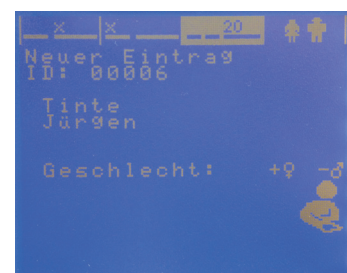 x x 20
Neuer Eintrag
ID: 00006
Tinte
Jürgen
Geschlecht: +♀ -♂